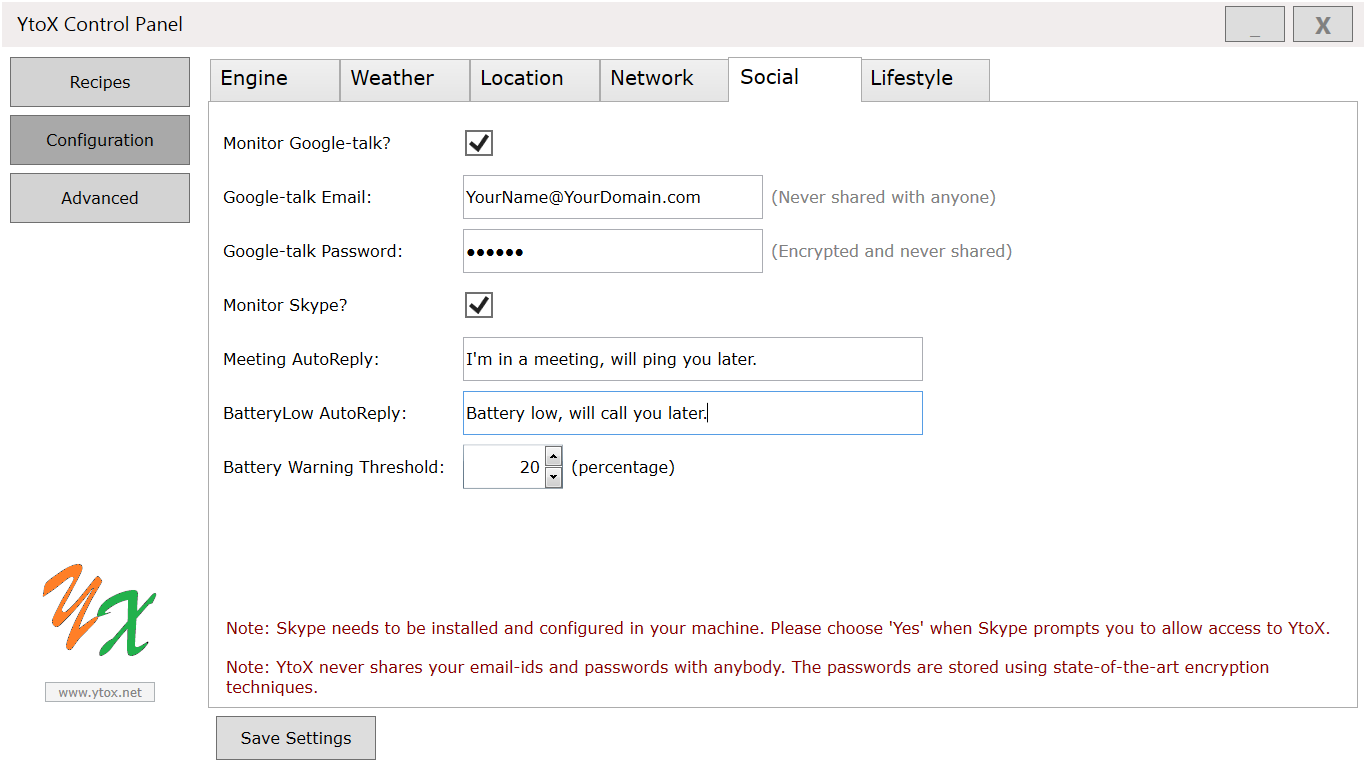 YtoX Control Panel
_ X
Recipes
Configuration
Advanced
Engine Weather Location Network Social Lifestyle
Monitor Google-talk?
Google-talk Email: YourName@YourDomain.com (Never shared with anyone)
Google-talk Password: •••••• (Encrypted and never shared)
Monitor Skype?
Meeting AutoReply: I'm in a meeting, will ping you later.
BatteryLow AutoReply: Battery low, will call you later.
Battery Warning Threshold: 20 (percentage)
Note: Skype needs to be installed and configured in your machine. Please choose 'Yes' when Skype prompts you to allow access to YtoX.
Note: YtoX never shares your email-ids and passwords with anybody. The passwords are stored using state-of-the-art encryption
techniques.
YX
www.ytox.net
Save Settings